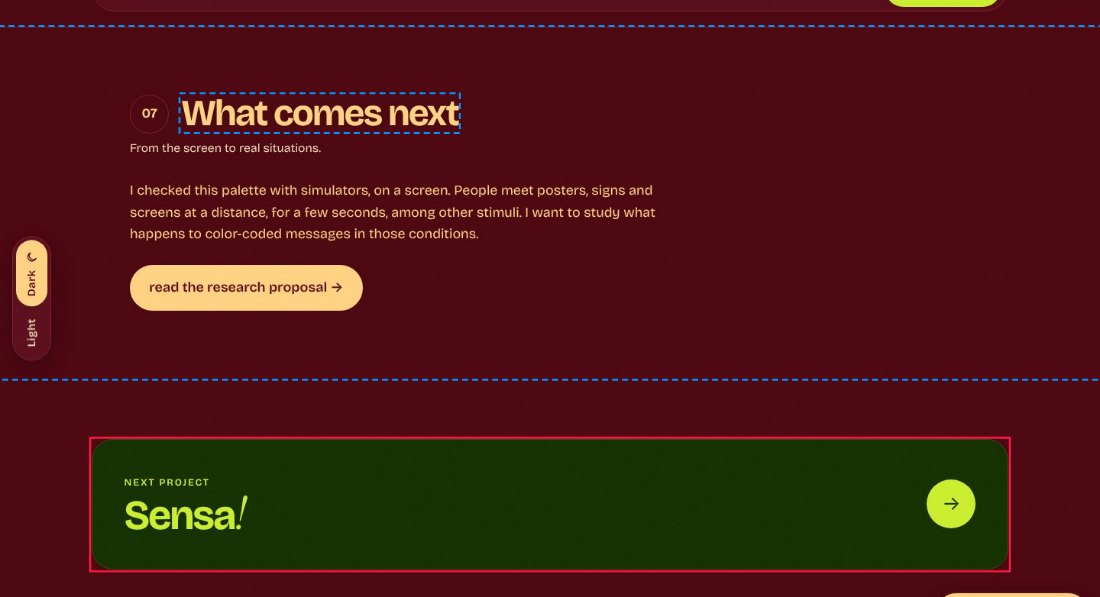 07 What comes next
From the screen to real situations.
I checked this palette with simulators, on a screen. People meet posters, signs and
screens at a distance, for a few seconds, among other stimuli. I want to study what
happens to color-coded messages in those conditions.
read the research proposal →
Dark
Light
NEXT PROJECT
Sensa!